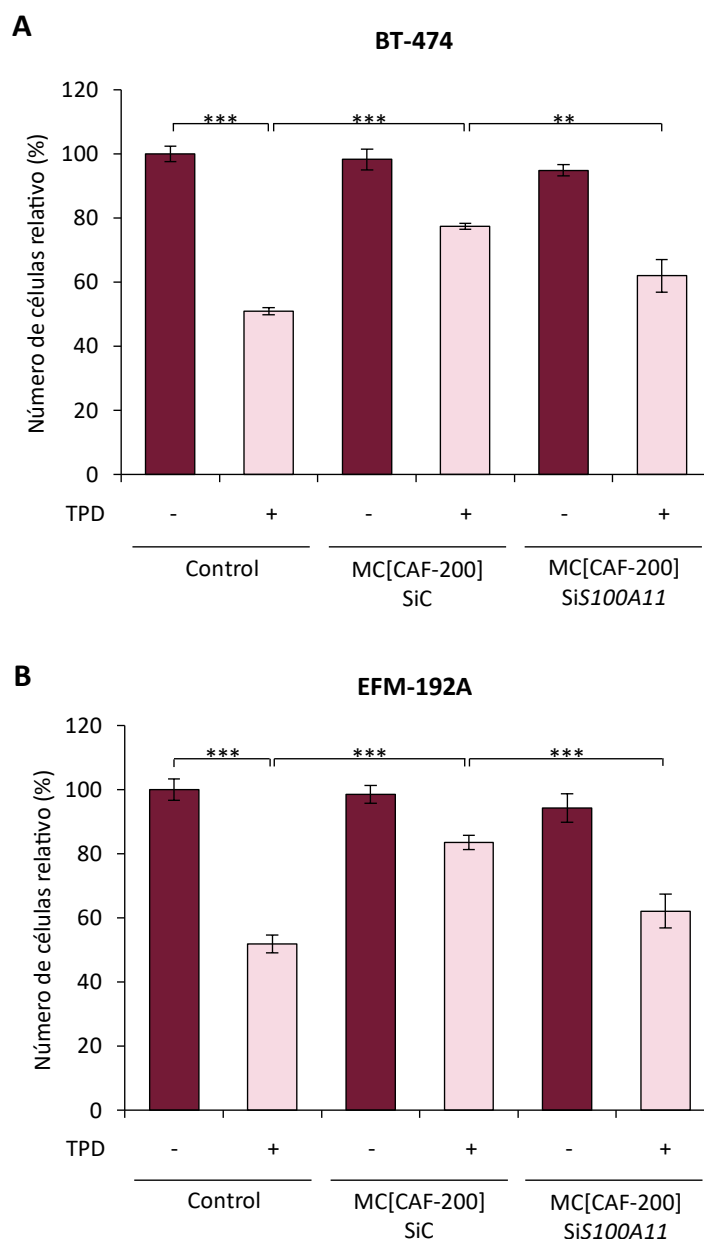 A
BT-474
Número de células relativo (%)
120
100
80
60
40
20
0
*** *** **
TPD - + - + - +
Control MC[CAF-200] MC[CAF-200]
SiC SiS100A11
B
EFM-192A
Número de células relativo (%)
120
100
80
60
40
20
0
*** *** ***
TPD - + - + - +
Control MC[CAF-200] MC[CAF-200]
SiC SiS100A11